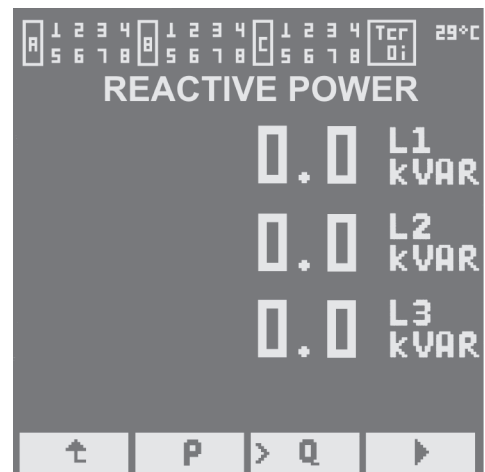 A 1 2 3 4 B 1 2 3 4 C 1 2 3 4 Tcr 29°C
5 6 7 8 5 6 7 8 5 6 7 8 Oi
REACTIVE POWER
0.0 L1 kVAR
0.0 L2 kVAR
0.0 L3 kVAR
P > Q